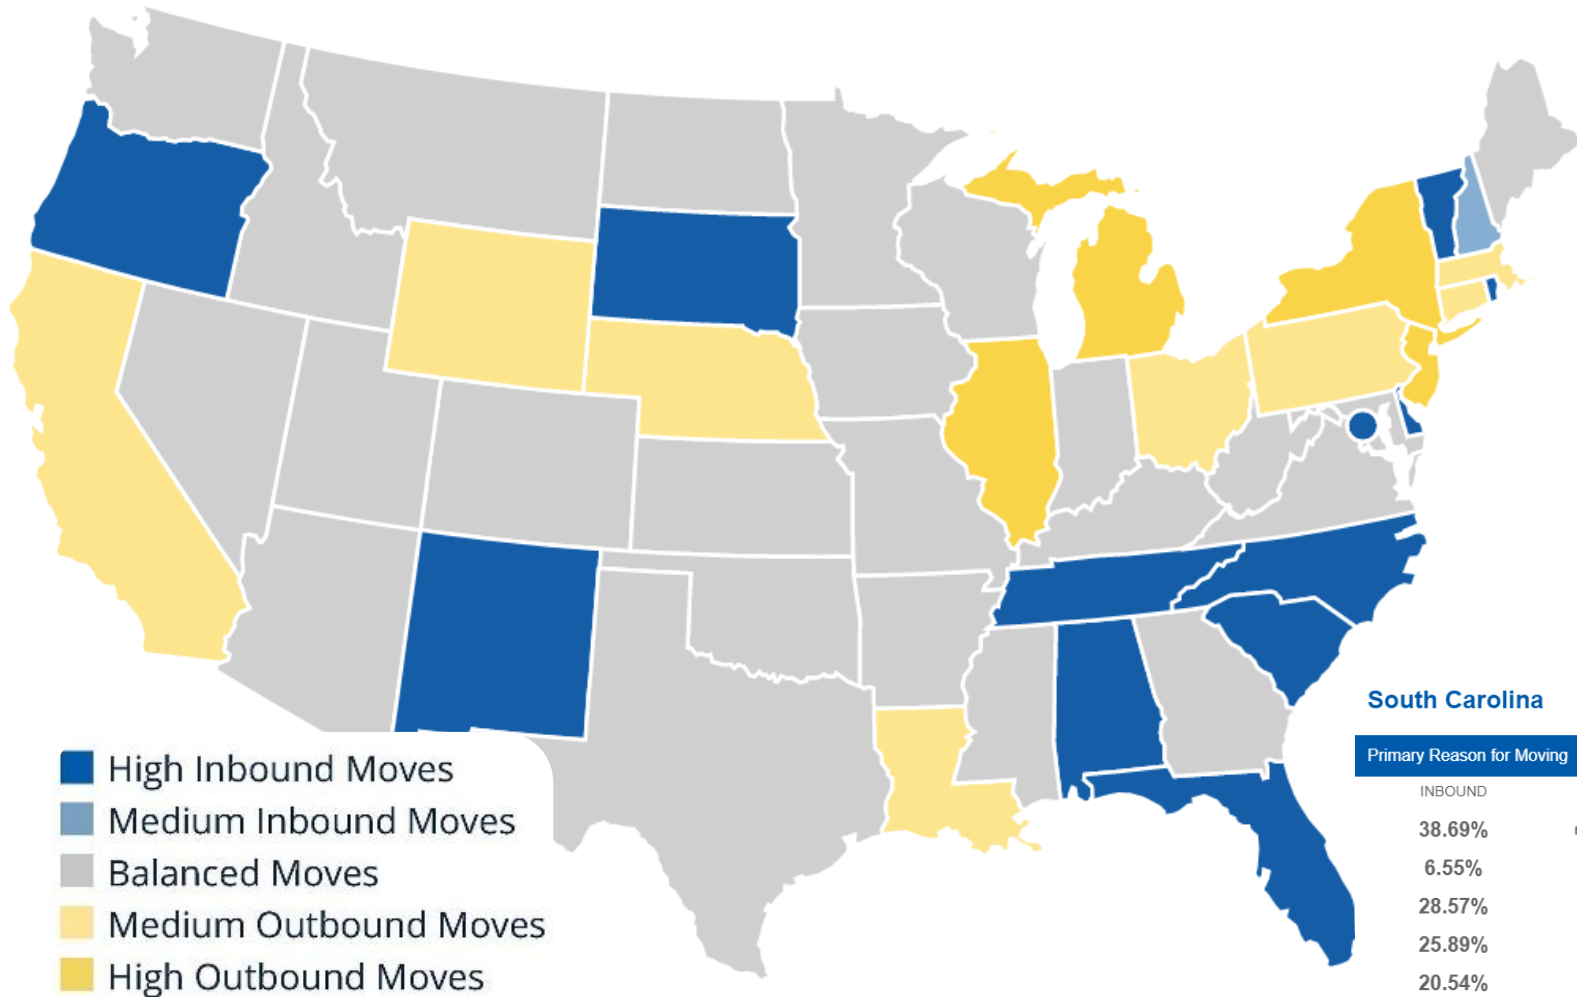 High Inbound Moves
Medium Inbound Moves
Balanced Moves
Medium Outbound Moves
High Outbound Moves
South Carolina
Primary Reason for Moving
INBOUND
38.69%
6.55%
28.57%
25.89%
20.54%